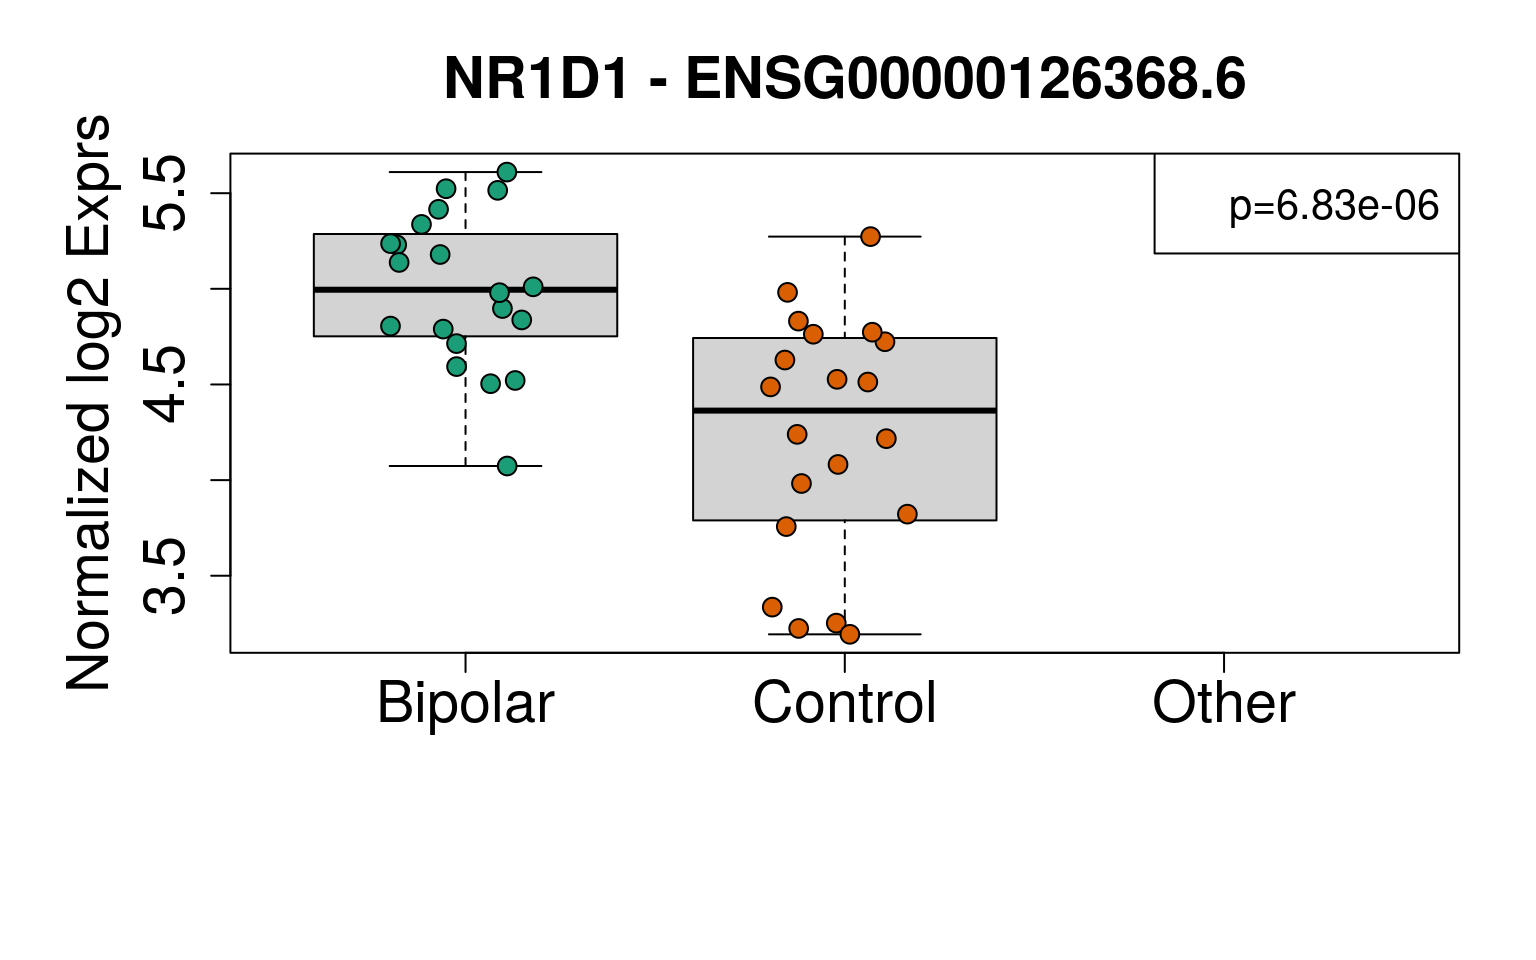 NR1D1 - ENSG00000126368.6
Normalized log2 Exprs
5.5
4.5
3.5
p=6.83e-06
Bipolar
Control
Other